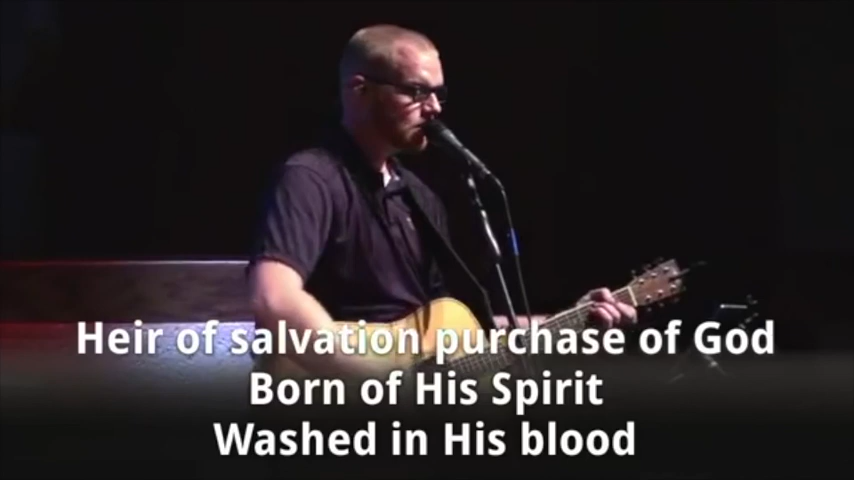 Heir of salvation purchase of God
Born of His Spirit
Washed in His blood